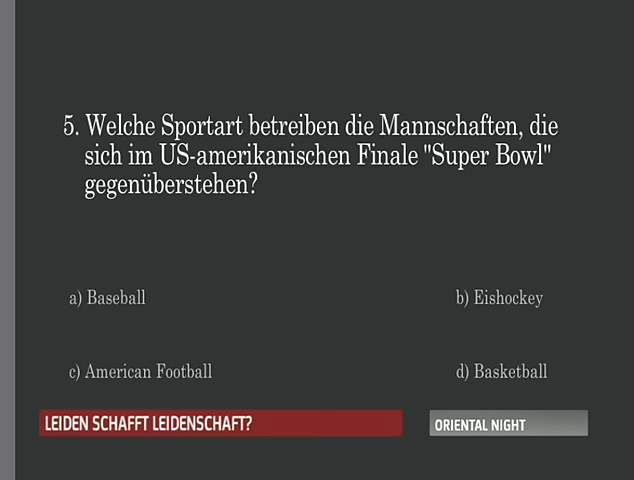 5. Welche Sportart betreiben die Mannschaften, die
sich im US-amerikanischen Finale "Super Bowl"
gegenüberstehen?
a) Baseball
b) Eishockey
c) American Football
d) Basketball
LEIDEN SCHAFFT LEIDENSCHAFT?
ORIENTAL NIGHT